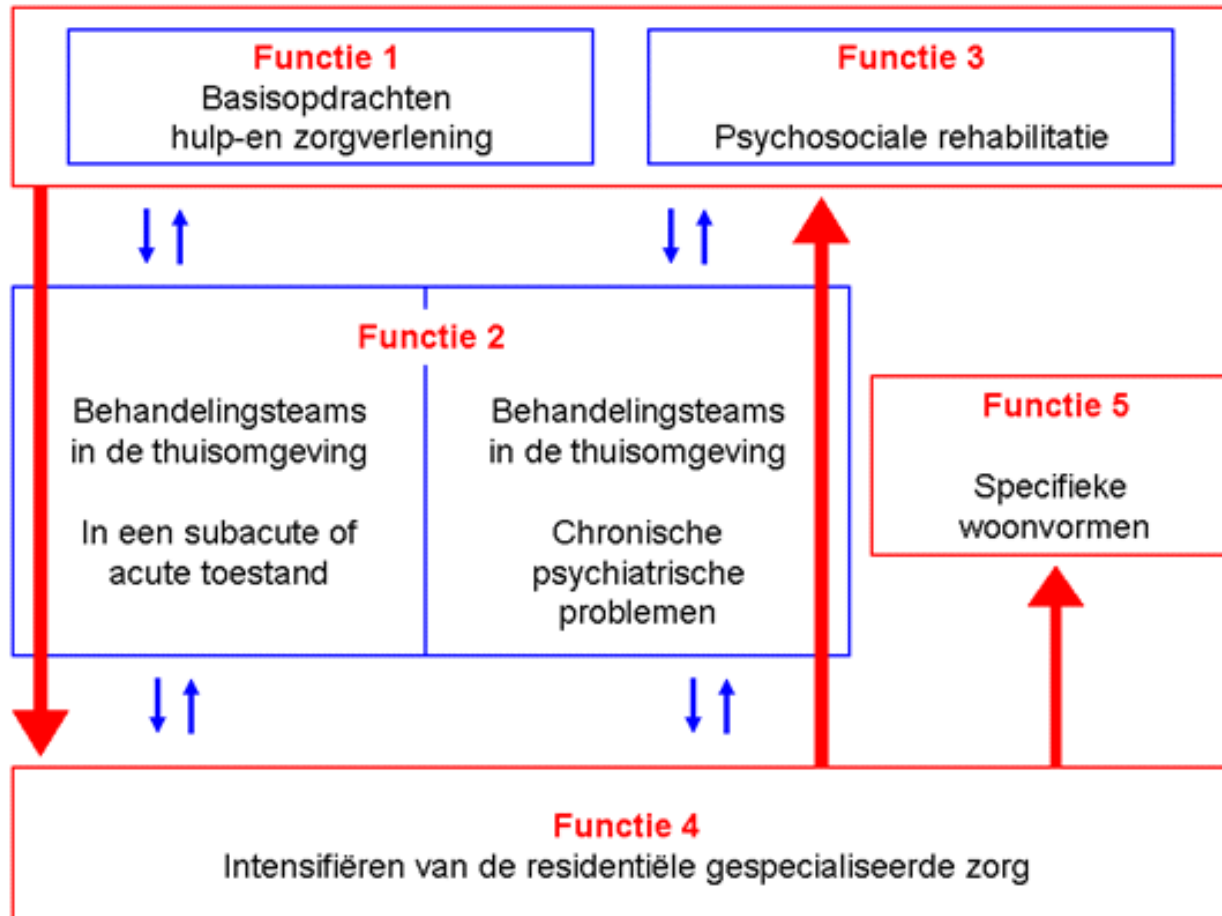 Functie 1
Basisopdrachten
hulp-en zorgverlening
Functie 3
Psychosociale rehabilitatie
Functie 2
Behandelingsteams
in de thuisomgeving
In een subacute of
acute toestand
Behandelingsteams
in de thuisomgeving
Chronische
psychiatrische
problemen
Functie 5
Specifieke
woonvormen
Functie 4
Intensifiëren van de residentiële gespecialiseerde zorg